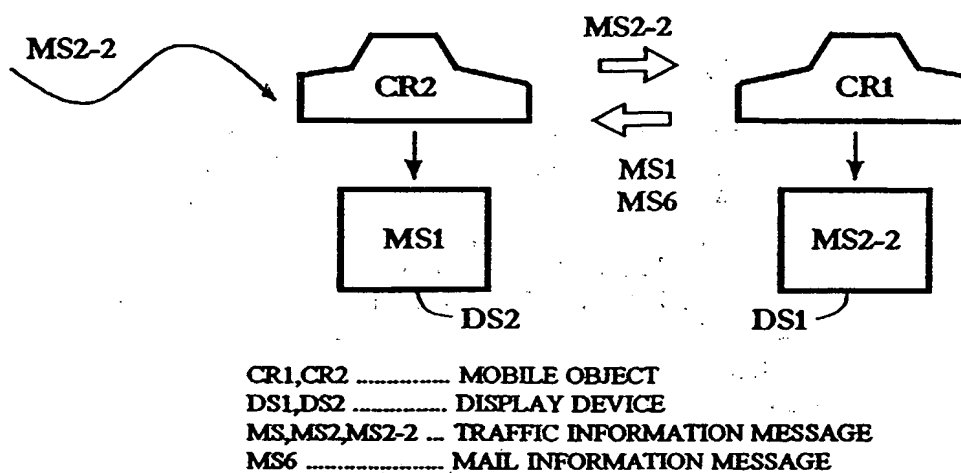 MS2-2
MS2-2
CR2
CR1
MS1
MS6
MS1
MS2-2
DS2
DS1
CR1,CR2 ................ MOBILE OBJECT
DS1,DS2 ................ DISPLAY DEVICE
MS,MS2,MS2-2 ... TRAFFIC INFORMATION MESSAGE
MS6 ........................ MAIL INFORMATION MESSAGE